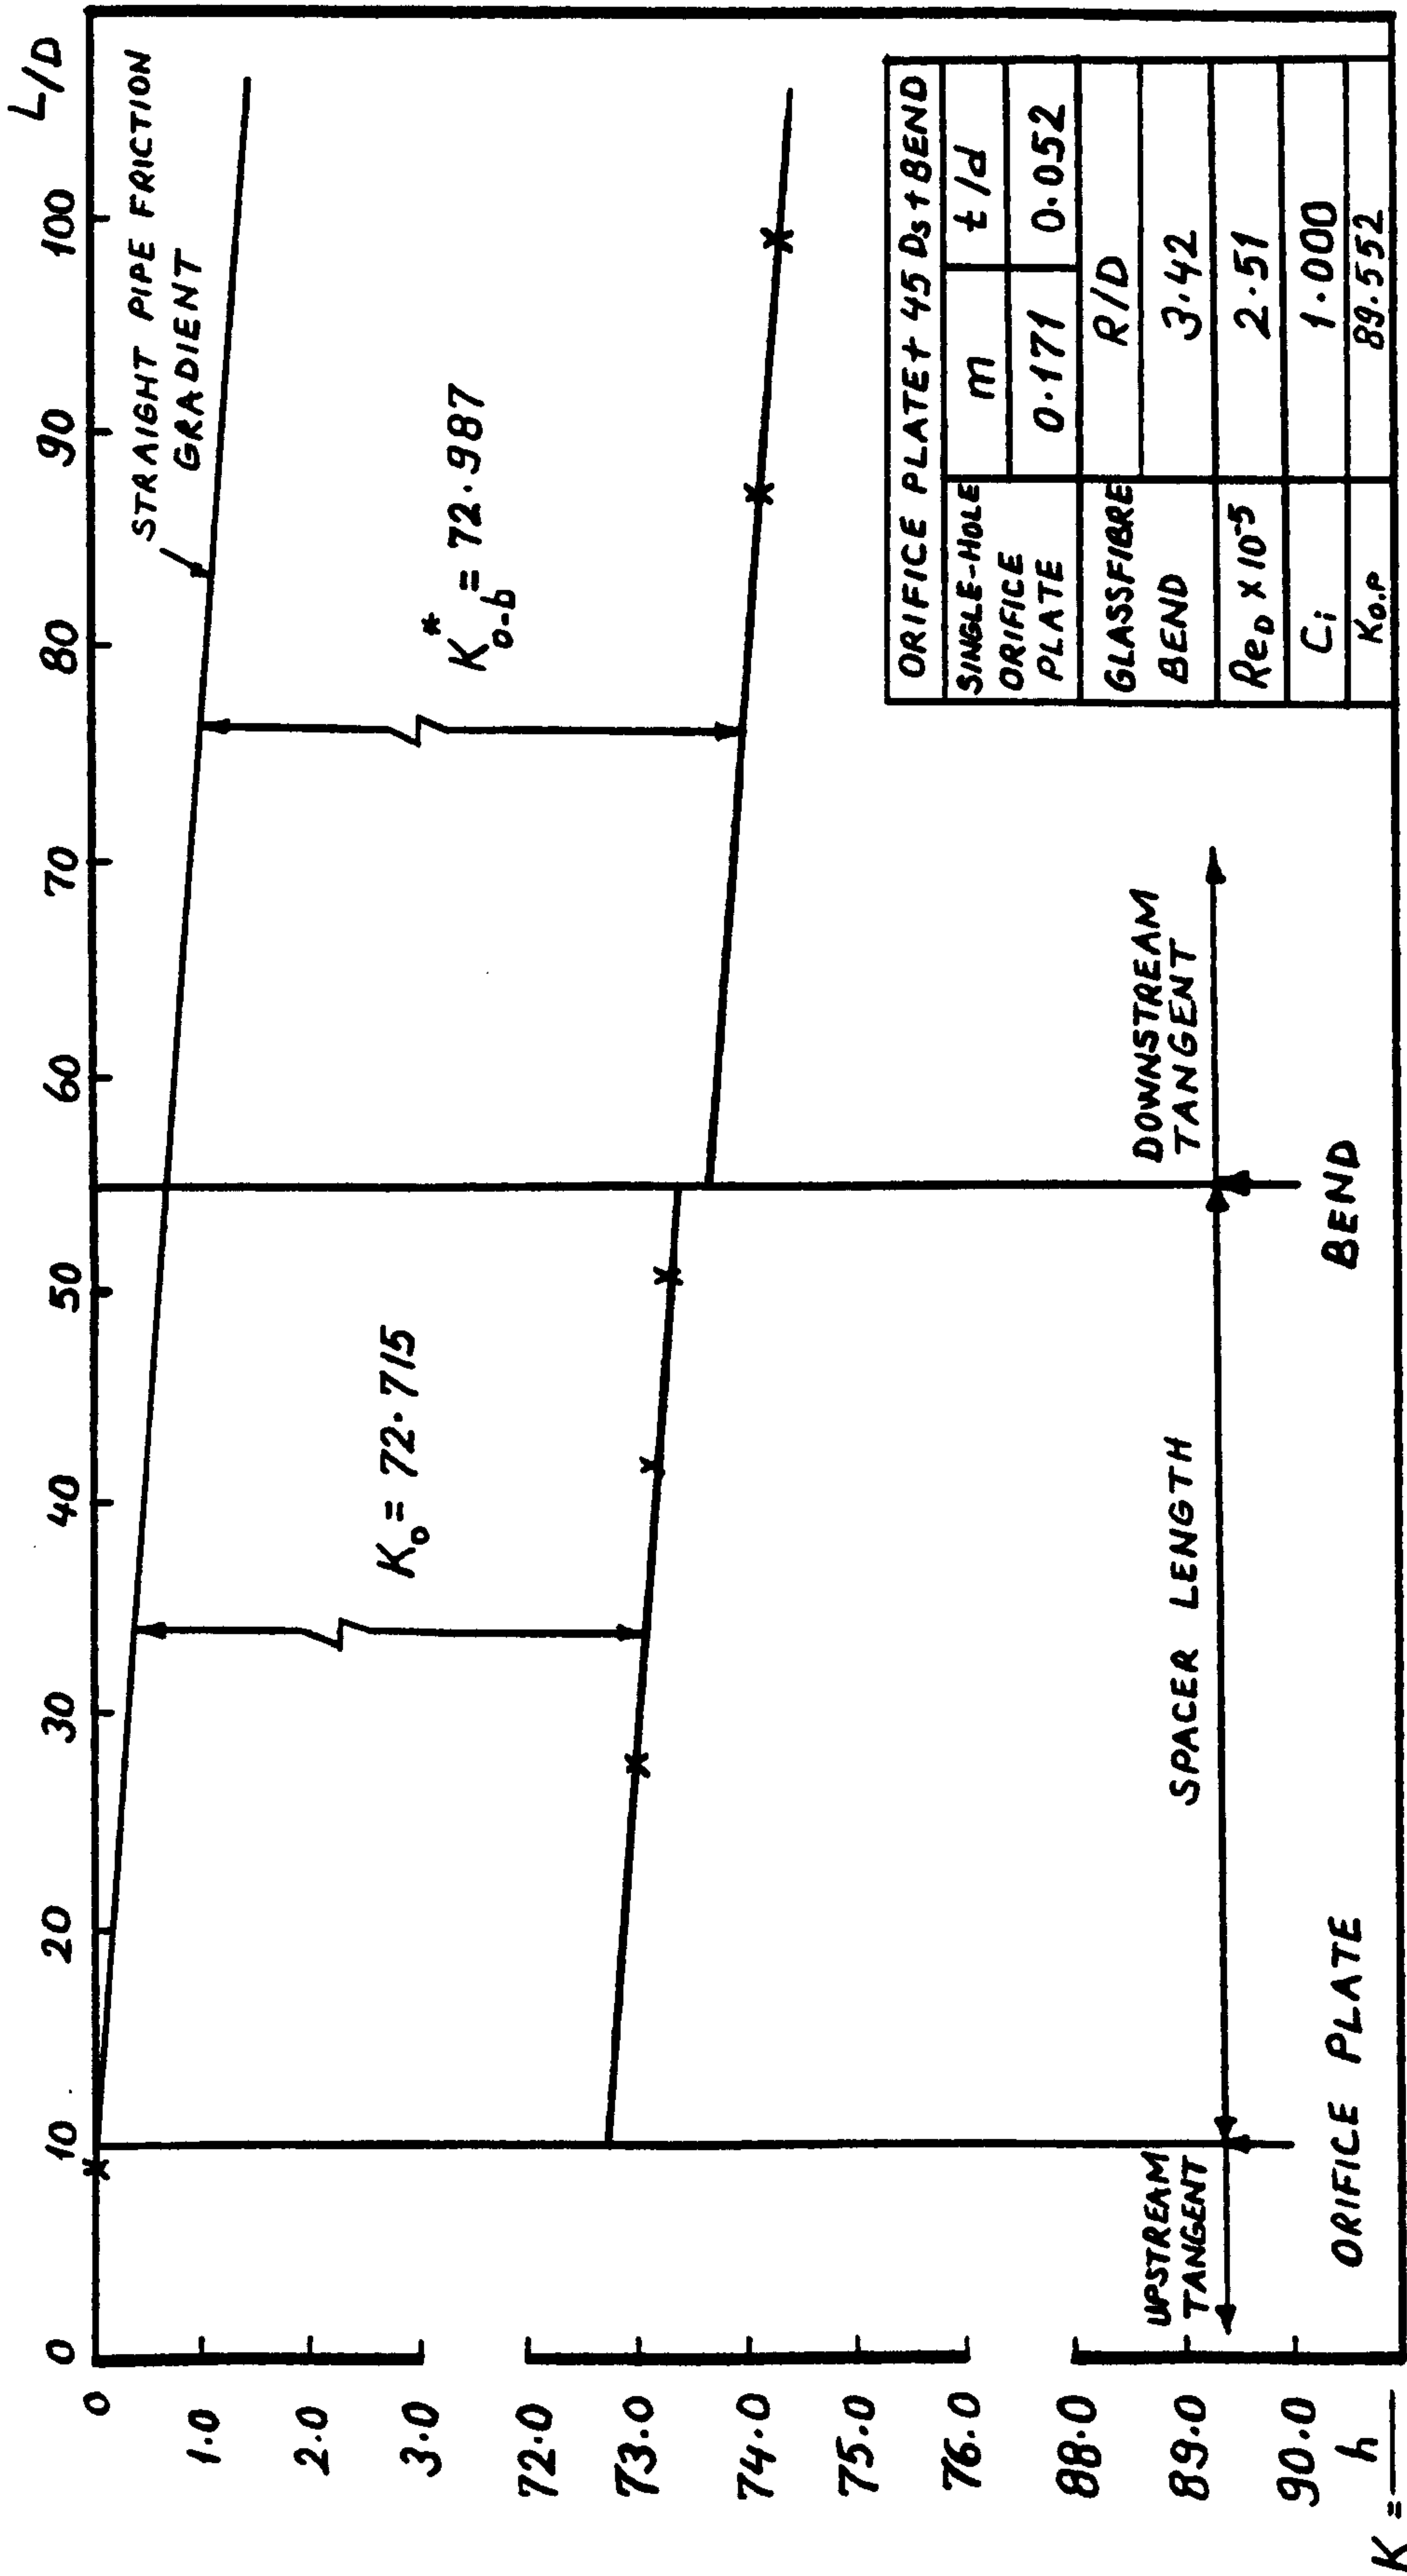 L/D
0 10 20 30 40 50 60 70 80 90 100
0
1.0
2.0
3.0
72.0
73.0
74.0
75.0
76.0
88.0
89.0
90.0
K = h
STRAIGHT PIPE FRICTION
GRADIENT
K₀ = 72.715
K*₀₋b = 72.987
UPSTREAM
TANGENT
SPACER LENGTH
DOWNSTREAM
TANGENT
ORIFICE PLATE
BEND
ORIFICE PLATE + 45 Ds + BEND
SINGLE-HOLE
ORIFICE
PLATE
m t/d
0.171 0.052
GLASSFIBRE
BEND
R/D
3.42
Re_D x 10⁻⁵ 2.51
Ci 1.000
K₀.P 89.552